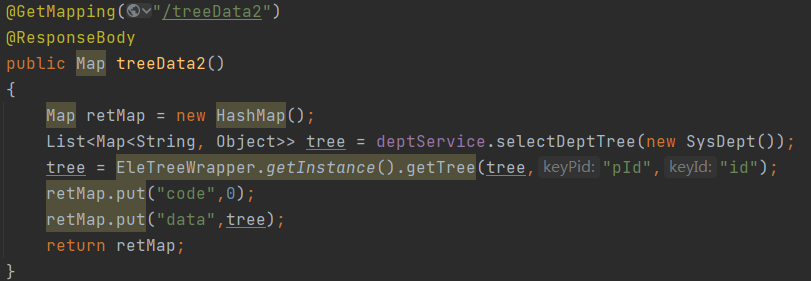 @GetMapping("/treeData2")
@ResponseBody
public Map treeData2()
{
    Map retMap = new HashMap();
    List<Map<String, Object>> tree = deptService.selectDeptTree(new SysDept());
    tree = EleTreeWrapper.getInstance().getTree(tree, keyPid: "pId", keyId: "id");
    retMap.put("code",0);
    retMap.put("data",tree);
    return retMap;
}